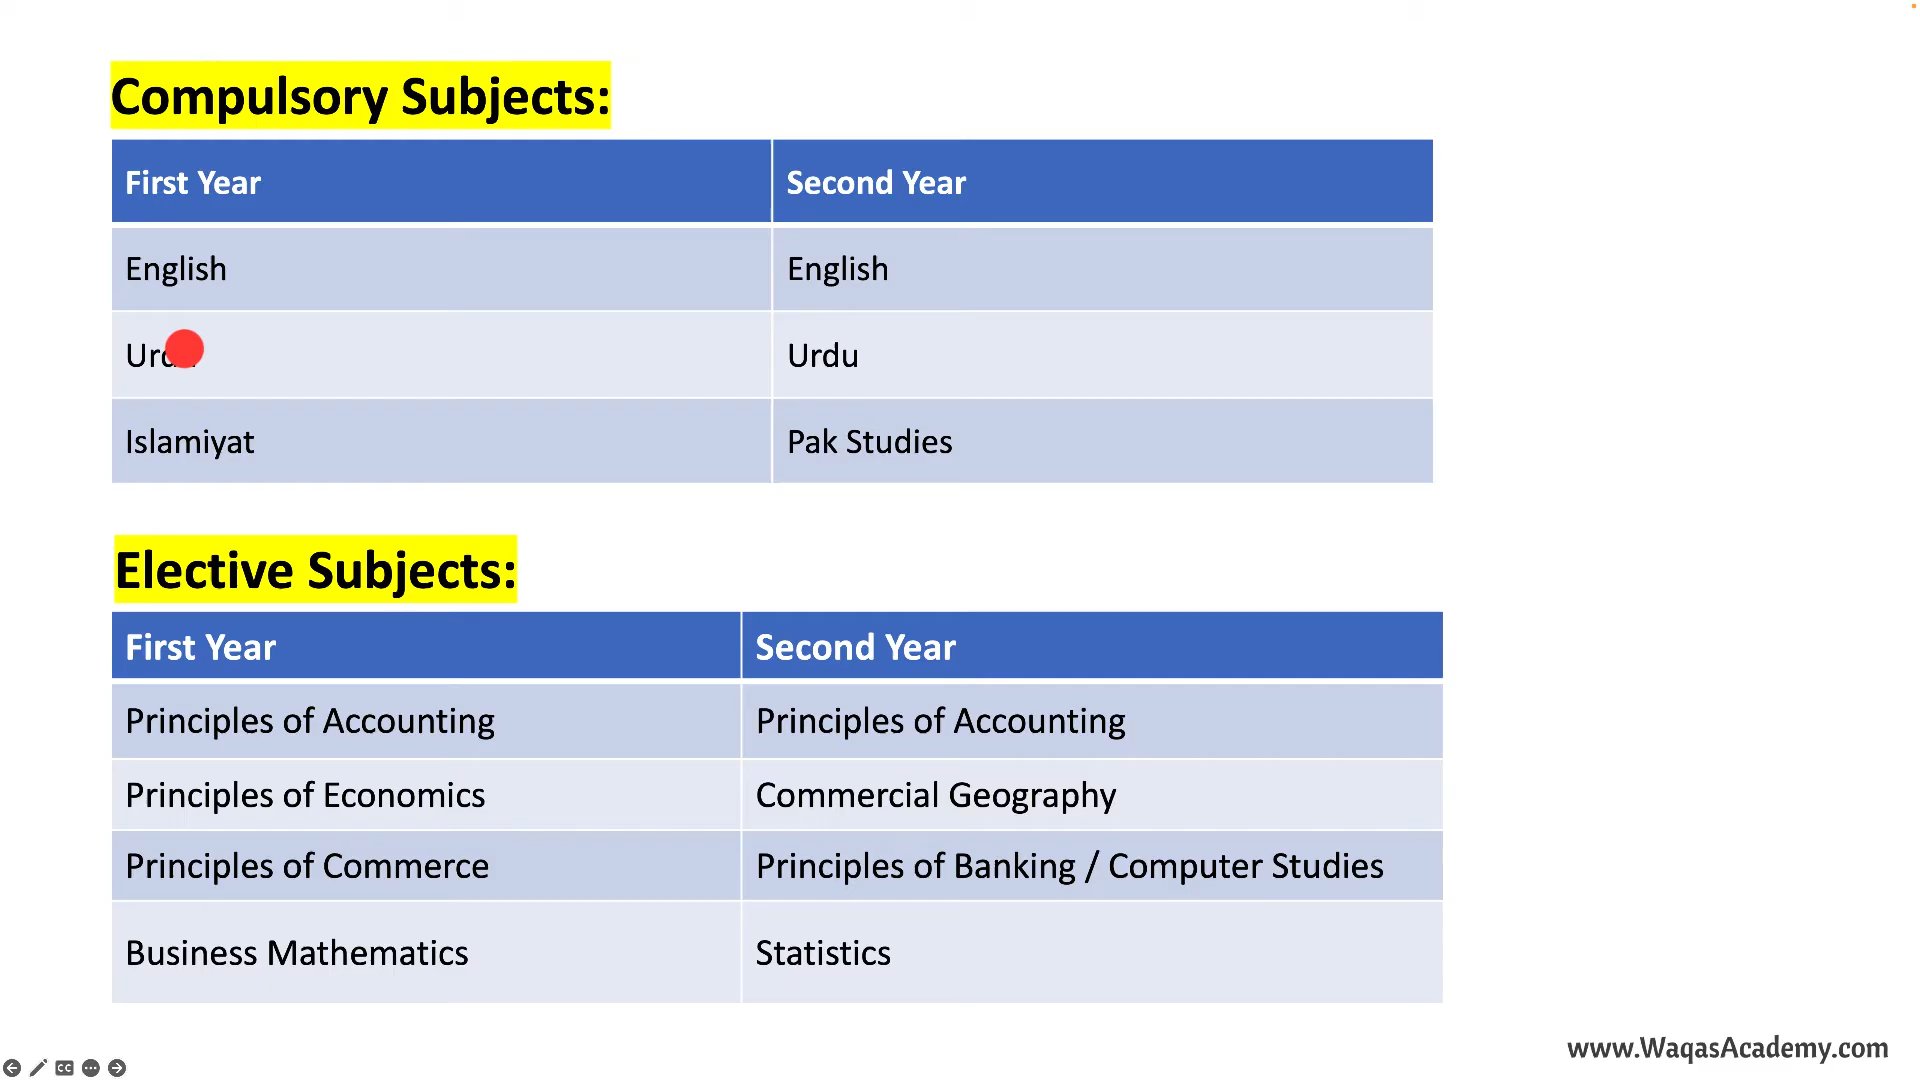 Compulsory Subjects:
First Year Second Year
English English
Urdu
Islamiyat Pak Studies
Elective Subjects:
First Year Second Year
Principles of Accounting Principles of Accounting
Principles of Economics Commercial Geography
Principles of Commerce Principles of Banking / Computer Studies
Business Mathematics Statistics
www.WaqasAcademy.com
CC